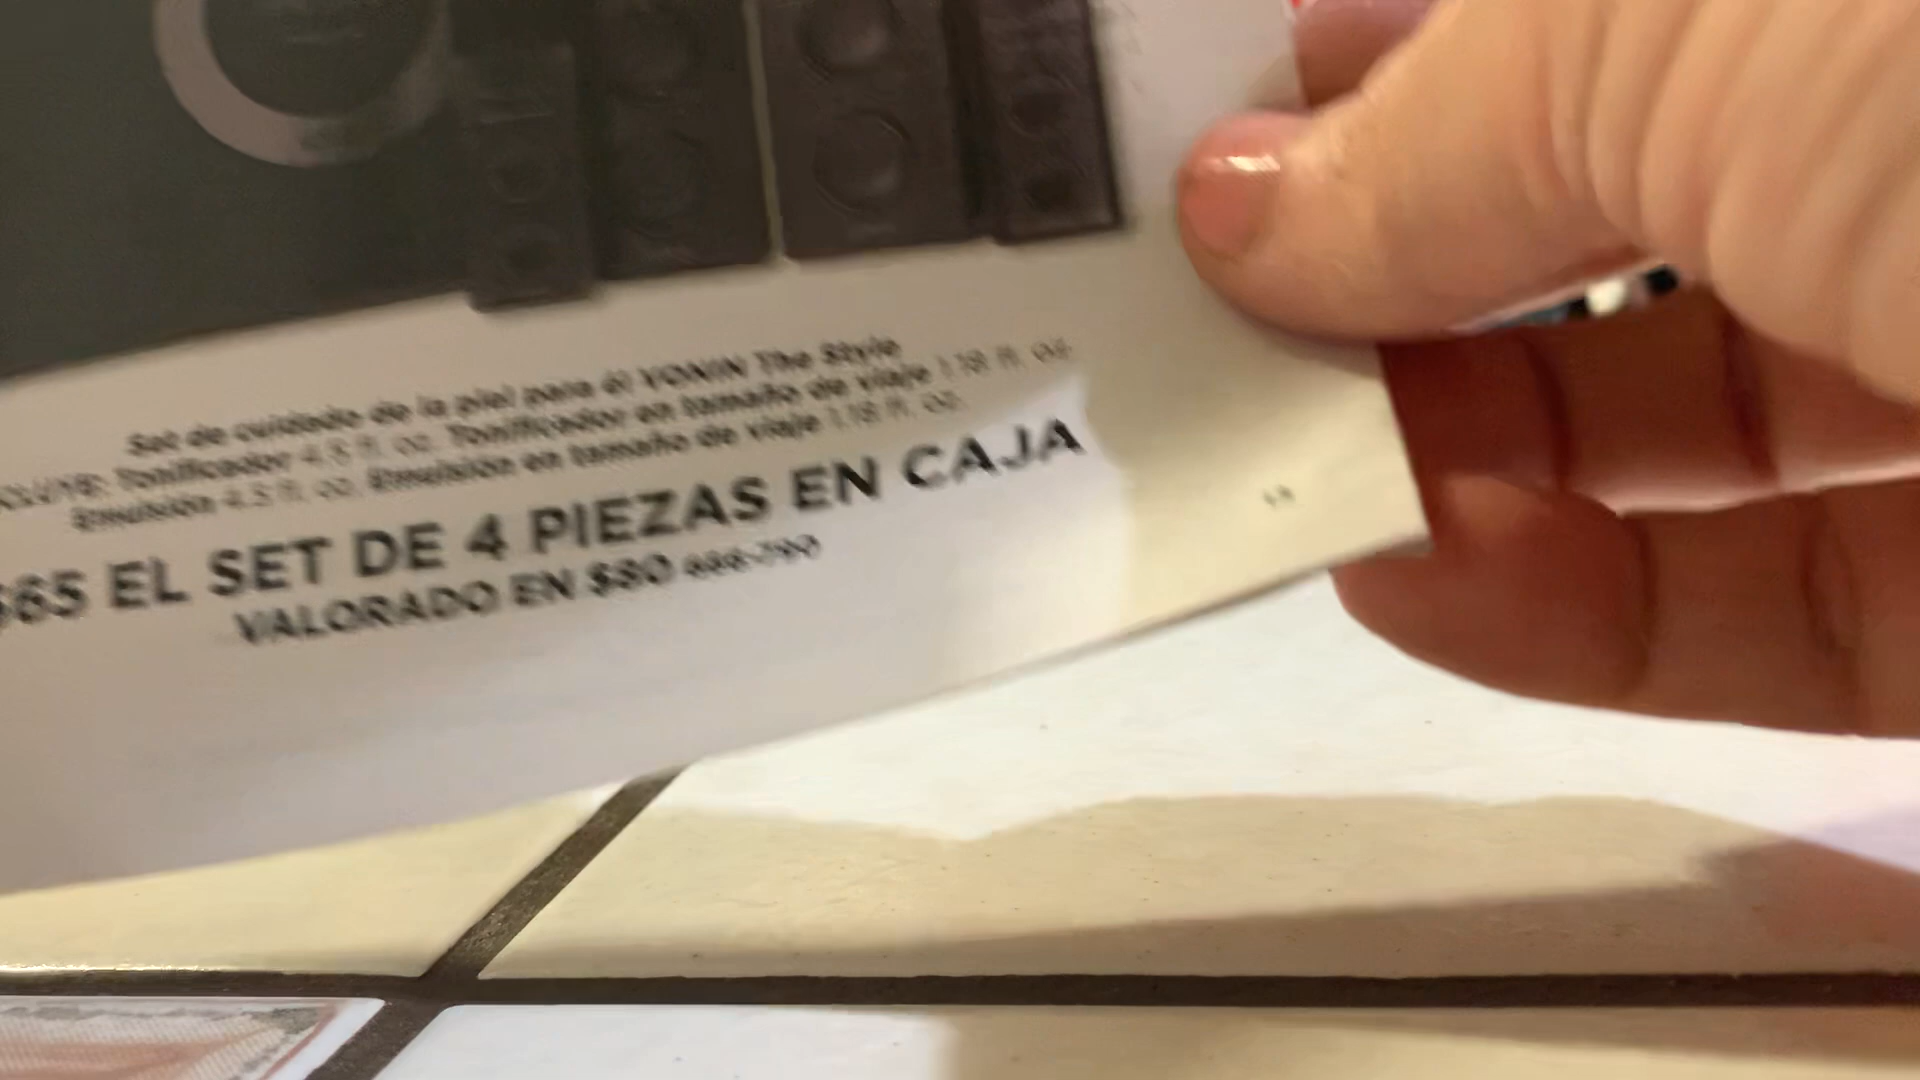 Set de cuidado de la piel para él VONIN The Style
Tonificador 4.5 fl. oz. Tonificador en tamaño de viaje 1.18 fl. oz.
Emulsión 4.5 fl. oz. Emulsión en tamaño de viaje 1.18 fl. oz.
$65 EL SET DE 4 PIEZAS EN CAJA
VALORADO EN $80